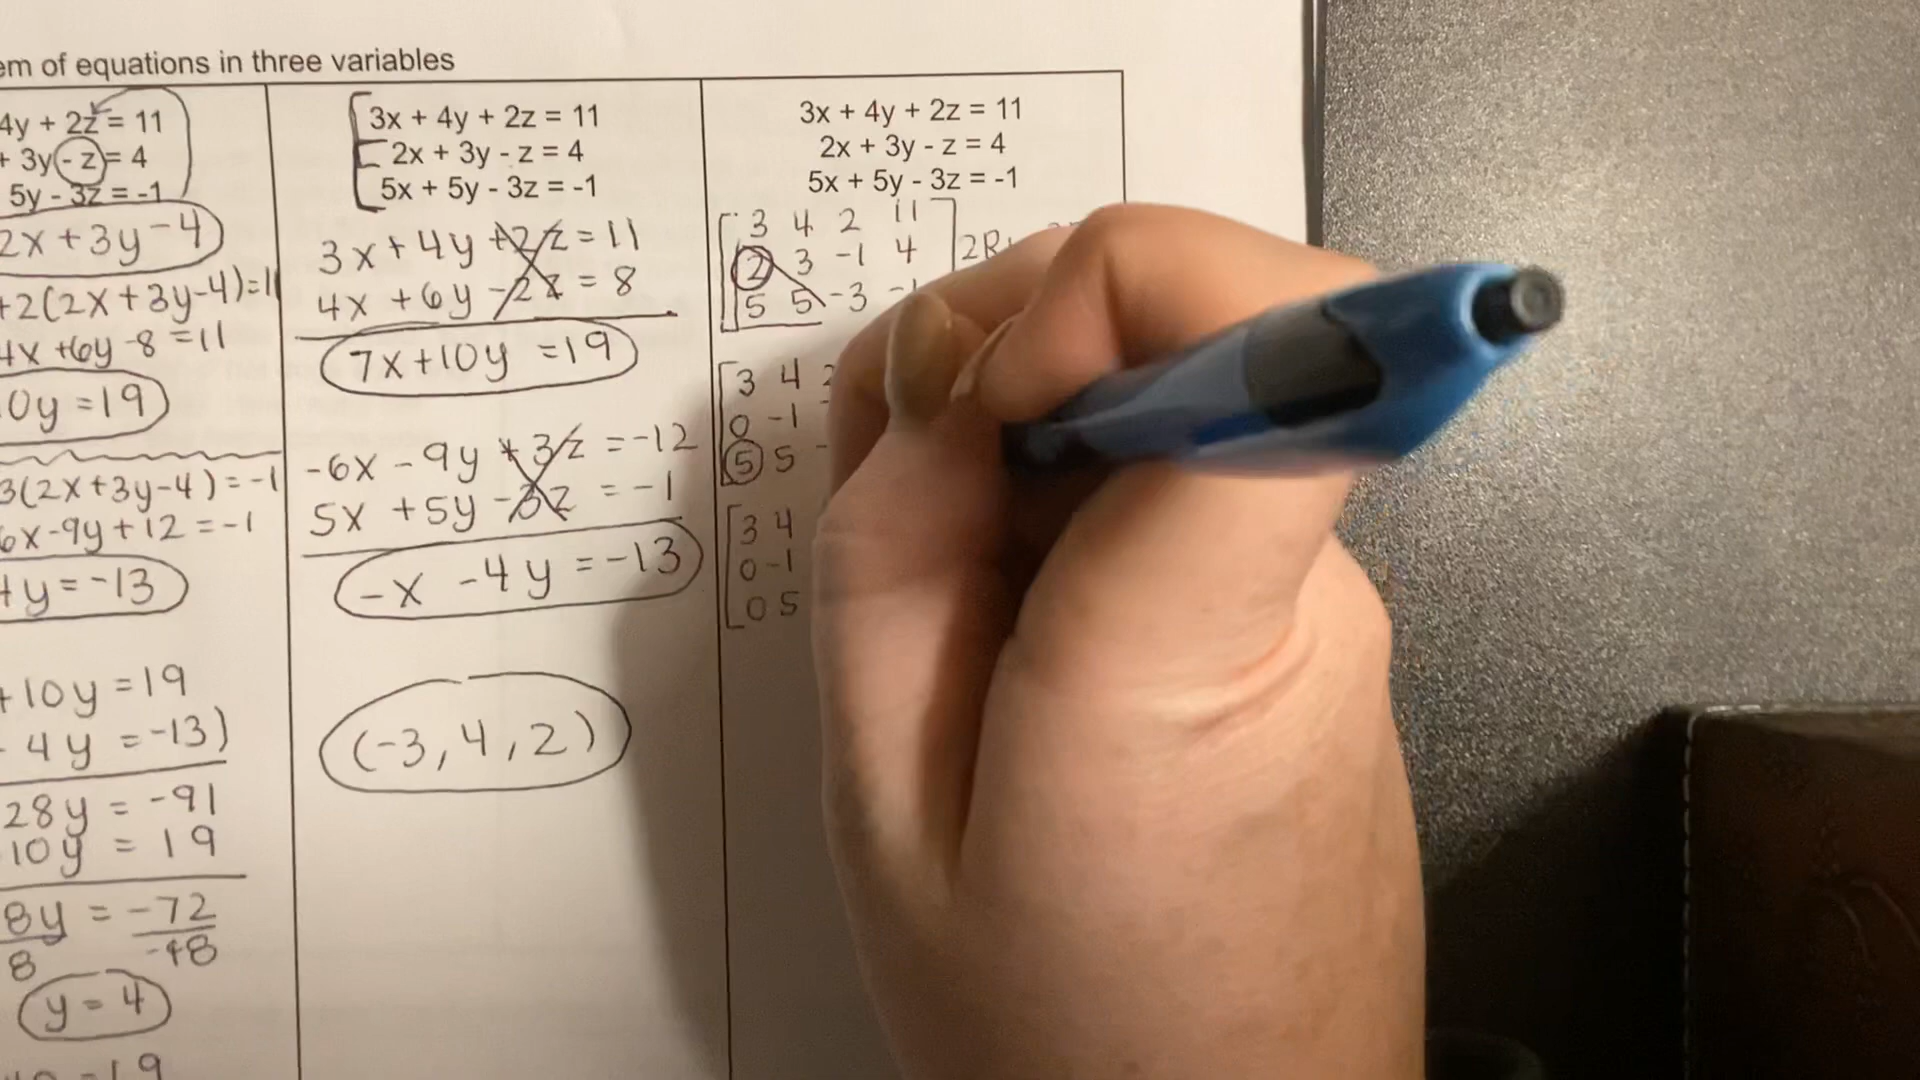 em of equations in three variables
4y + 2z = 11
+ 3y - z = 4
5y - 3z = -1
2x + 3y - 4
+2(2x + 3y - 4) = 11
4x + 6y - 8 = 11
0y = 19
3(2x + 3y - 4) = -1
6x - 9y + 12 = -1
4y = -13
+ 10y = 19
- 4y = -13)
28y = -91
10y = 19
8y = -72
8 -48
y = 4
= 19
3x + 4y + 2z = 11
2x + 3y - z = 4
5x + 5y - 3z = -1
3x + 4y + 2z = 11
4x + 6y - 2z = 8
7x + 10y = 19
-6x - 9y + 3z = -12
5x + 5y - 3z = -1
-x - 4y = -13
(-3, 4, 2)
3x + 4y + 2z = 11
2x + 3y - z = 4
5x + 5y - 3z = -1
3 4 2 11
2 3 -1 4 2R
5 5 -3 -1
3 4 2
0 -1
5 5 -
3 4
0 -1
0 5